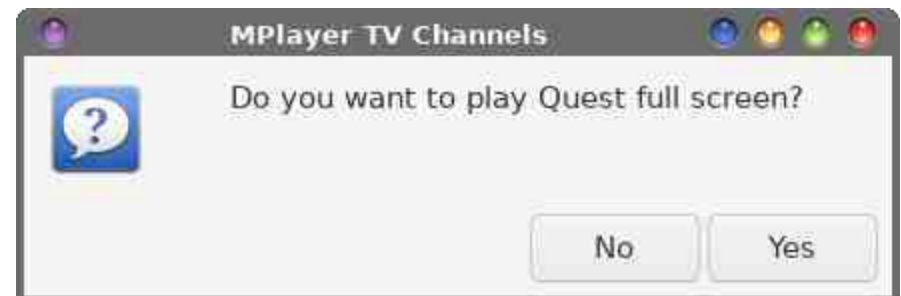 MPlayer TV Channels
Do you want to play Quest full screen?
No Yes